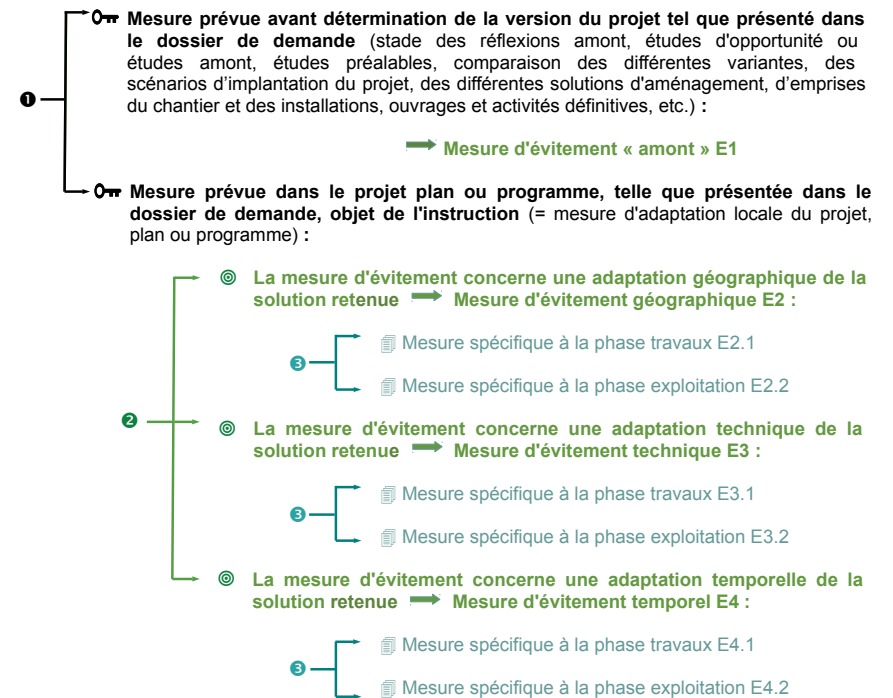 Mesure prévue avant détermination de la version du projet tel que présenté dans
le dossier de demande (stade des réflexions amont, études d'opportunité ou
études amont, études préalables, comparaison des différentes variantes, des
scénarios d’implantation du projet, des différentes solutions d'aménagement, d’emprises
du chantier et des installations, ouvrages et activités définitives, etc.) :
❶
Mesure d'évitement « amont » E1
Mesure prévue dans le projet plan ou programme, telle que présentée dans le
dossier de demande, objet de l'instruction (= mesure d'adaptation locale du projet,
plan ou programme) :
La mesure d'évitement concerne une adaptation géographique de la
solution retenue Mesure d'évitement géographique E2 :
Mesure spécifique à la phase travaux E2.1
❸
Mesure spécifique à la phase exploitation E2.2
❷
La mesure d'évitement concerne une adaptation technique de la
solution retenue Mesure d'évitement technique E3 :
Mesure spécifique à la phase travaux E3.1
❸
Mesure spécifique à la phase exploitation E3.2
La mesure d'évitement concerne une adaptation temporelle de la
solution retenue Mesure d'évitement temporel E4 :
Mesure spécifique à la phase travaux E4.1
❸
Mesure spécifique à la phase exploitation E4.2